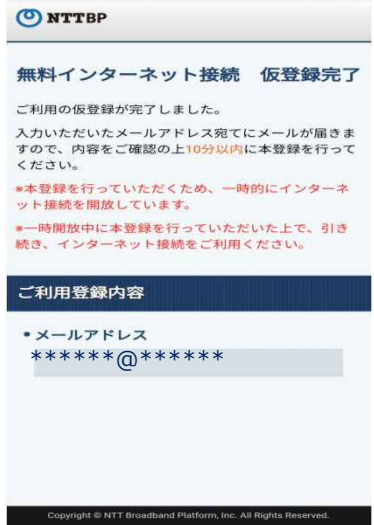 NTTBP
無料インターネット接続 仮登録完了
ご利用の仮登録が完了しました。
入力いただいたメールアドレス宛てにメールが届きま
すので、内容をご確認の上10分以内に本登録を行って
ください。
※本登録を行っていただくため、一時的にインターネ
ット接続を開放しています。
※一時開放中に本登録を行っていただいた上で、引き
続き、インターネット接続をご利用ください。
ご利用登録内容
•メールアドレス
******@******
Copyright © NTT Broadband Platform, Inc. All Rights Reserved.